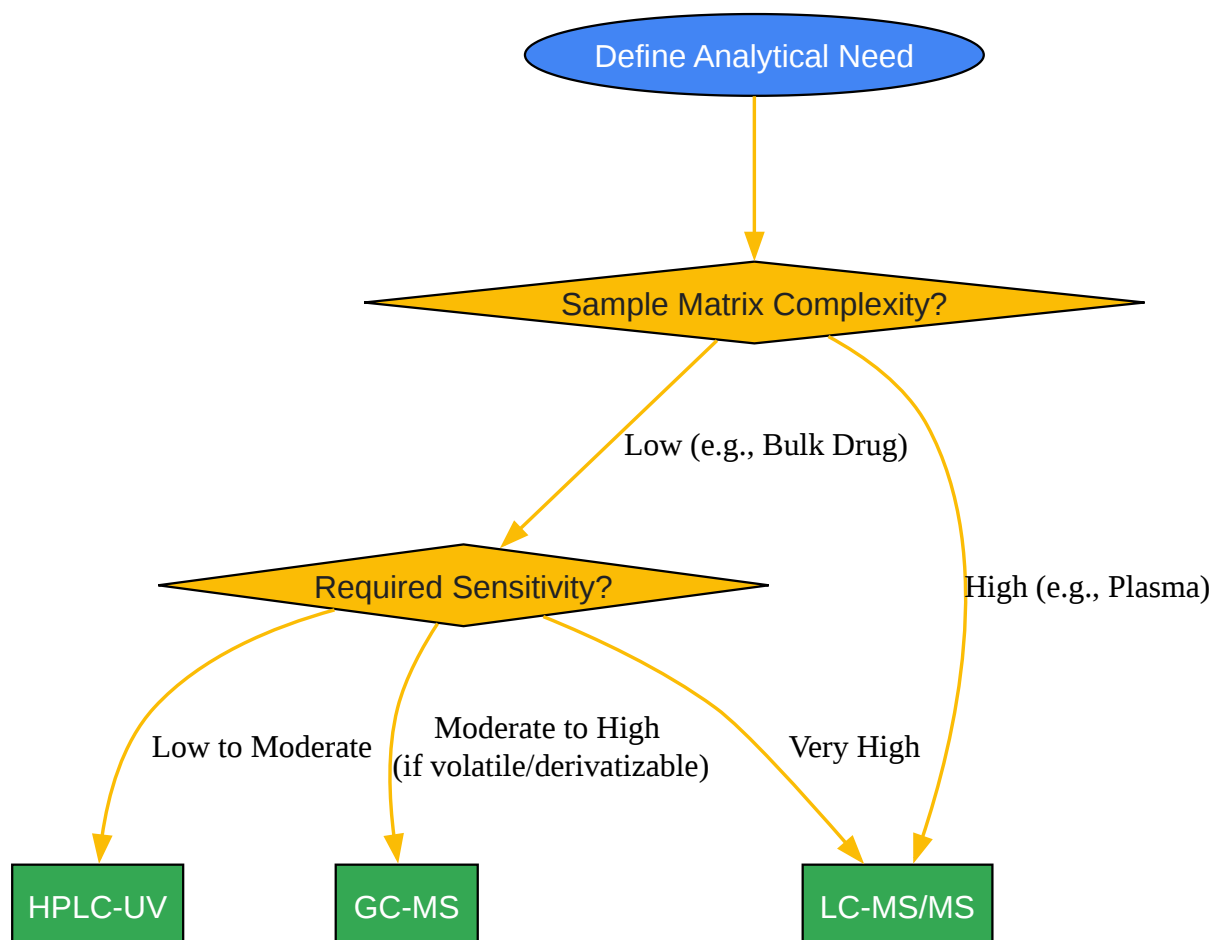 Define Analytical Need
Sample Matrix Complexity?
Low (e.g., Bulk Drug)
High (e.g., Plasma)
Required Sensitivity?
Low to Moderate
Moderate to High
(if volatile/derivatizable)
Very High
HPLC-UV
GC-MS
LC-MS/MS